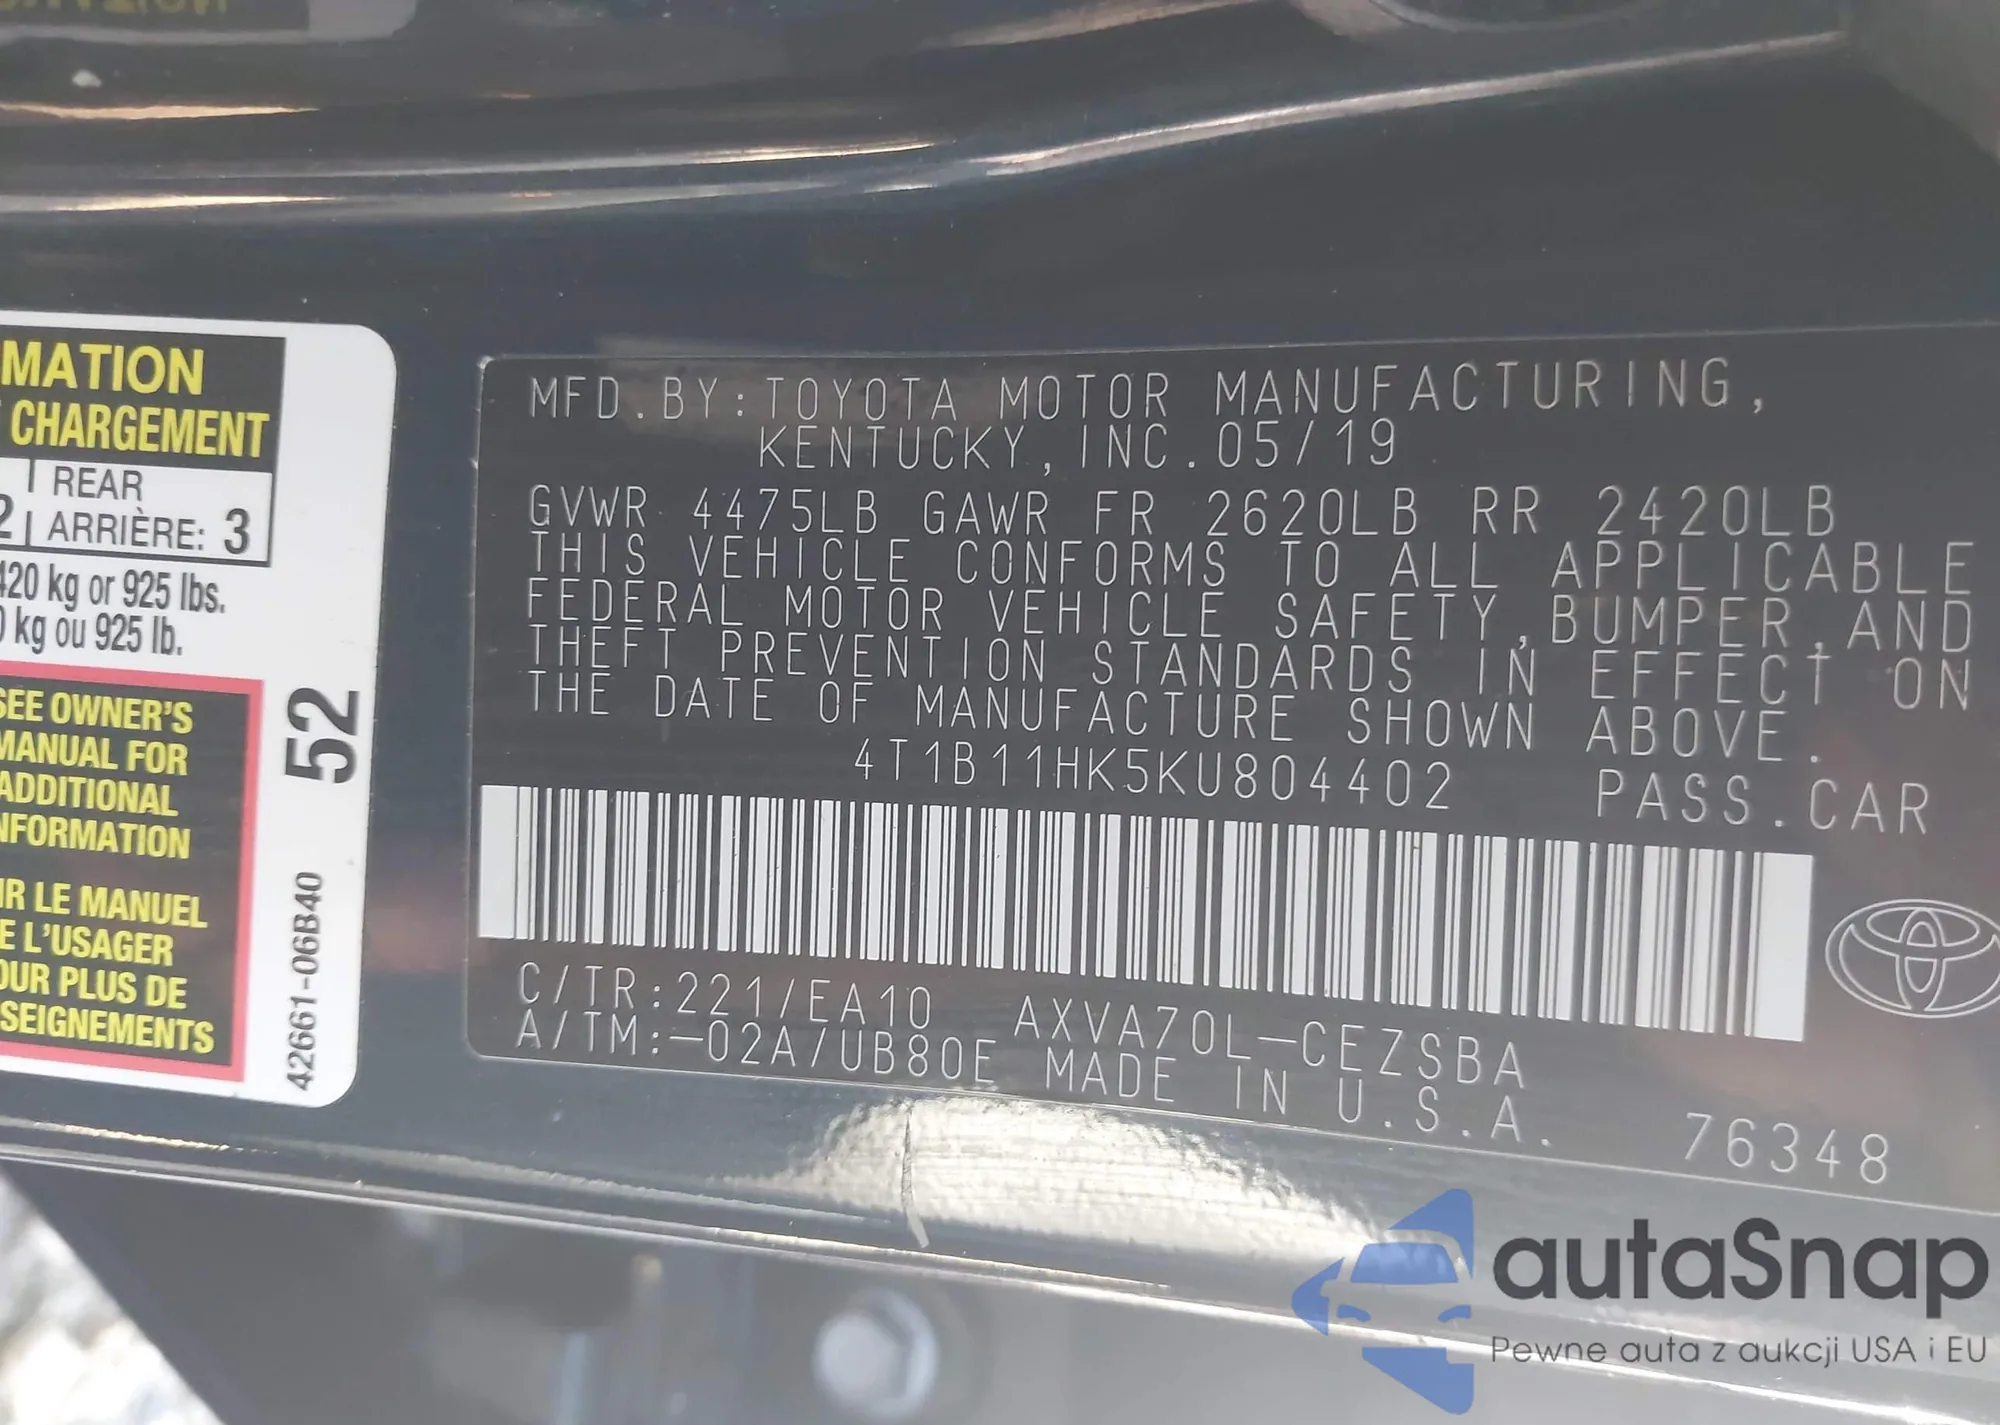 MATION
CHARGEMENT
REAR
ARRIÈRE: 3
420 kg or 925 lbs.
kg ou 925 lb.
SEE OWNER'S
MANUAL FOR
ADDITIONAL
INFORMATION
LE MANUEL
L'USAGER
PLUS DE
SEIGNEMENTS
52
42661-06B40
MFD.BY:TOYOTA MOTOR MANUFACTURING,
KENTUCKY,INC.05/19
GVWR 4475LB GAWR FR 2620LB RR 2420LB
THIS VEHICLE CONFORMS TO ALL APPLICABLE
FEDERAL MOTOR VEHICLE SAFETY,BUMPER,AND
THEFT PREVENTION STANDARDS IN EFFECT ON
THE DATE OF MANUFACTURE SHOWN ABOVE.
4T1B11HK5KU804402 PASS.CAR
C/TR:221/EA10 AXVA70L-CEZSBA
A/TM:-02A/UB80E MADE IN U.S.A.
76348
autaSnap
Pewne auta z aukcji USA i EU